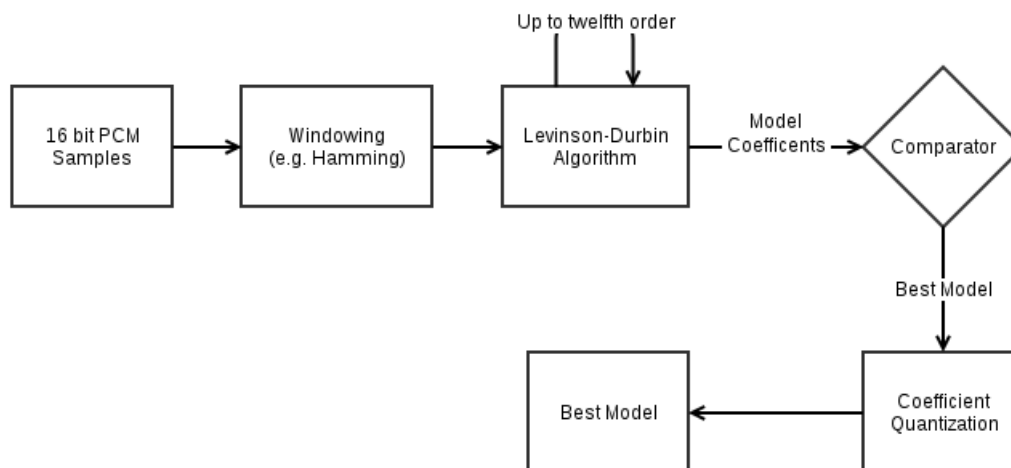 Up to twelfth order
16 bit PCM
Samples
Windowing
(e.g. Hamming)
Levinson-Durbin
Algorithm
Model
Coefficents
Comparator
Best Model
Coefficient
Quantization
Best Model